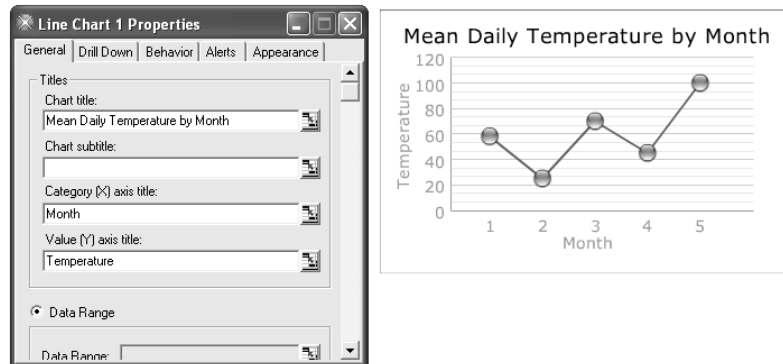 Line Chart 1 Properties
General Drill Down Behavior Alerts Appearance
Titles
Chart title:
Mean Daily Temperature by Month
Chart subtitle:
Category (X) axis title:
Month
Value (Y) axis title:
Temperature
Data Range
Data Range:
Mean Daily Temperature by Month
Temperature
120
100
80
60
40
20
0
1 2 3 4 5
Month